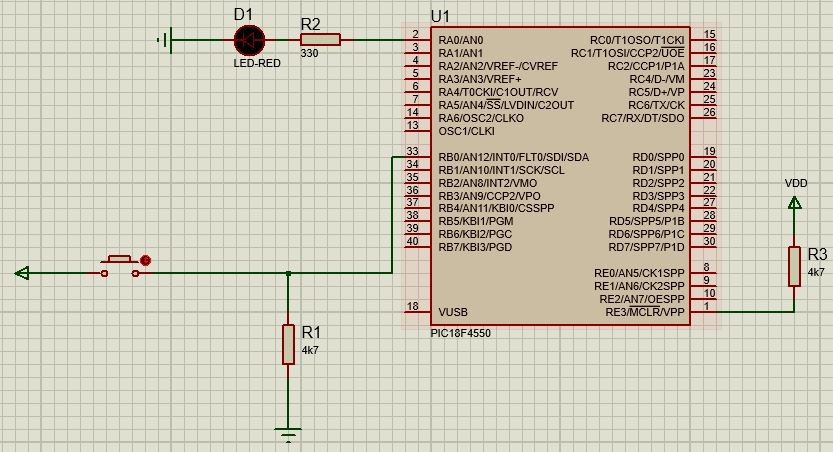 D1
LED-RED
R2
330
U1
2 RA0/AN0
3 RA1/AN1
4 RA2/AN2/VREF-/CVREF
5 RA3/AN3/VREF+
6 RA4/T0CKI/C1OUT/RCV
7 RA5/AN4/SS/LVDIN/C2OUT
14 RA6/OSC2/CLKO
13 OSC1/CLKI
33 RB0/AN12/INT0/FLT0/SDI/SDA
34 RB1/AN10/INT1/SCK/SCL
35 RB2/AN8/INT2/VMO
36 RB3/AN9/CCP2/VPO
37 RB4/AN11/KBI0/CSSPP
38 RB5/KBI1/PGM
39 RB6/KBI2/PGC
40 RB7/KBI3/PGD
18 VUSB
RC0/T1OSO/T1CKI 15
RC1/T1OSI/CCP2/UOE 16
RC2/CCP1/P1A 17
RC4/D-/VM 23
RC5/D+/VP 24
RC6/TX/CK 25
RC7/RX/DT/SDO 26
RD0/SPP0 19
RD1/SPP1 20
RD2/SPP2 21
RD3/SPP3 22
RD4/SPP4 27
RD5/SPP5/P1B 28
RD6/SPP6/P1C 29
RD7/SPP7/P1D 30
RE0/AN5/CK1SPP 8
RE1/AN6/CK2SPP 9
RE2/AN7/OESPP 10
RE3/MCLR/VPP 1
PIC18F4550
VDD
R3
4k7
R1
4k7